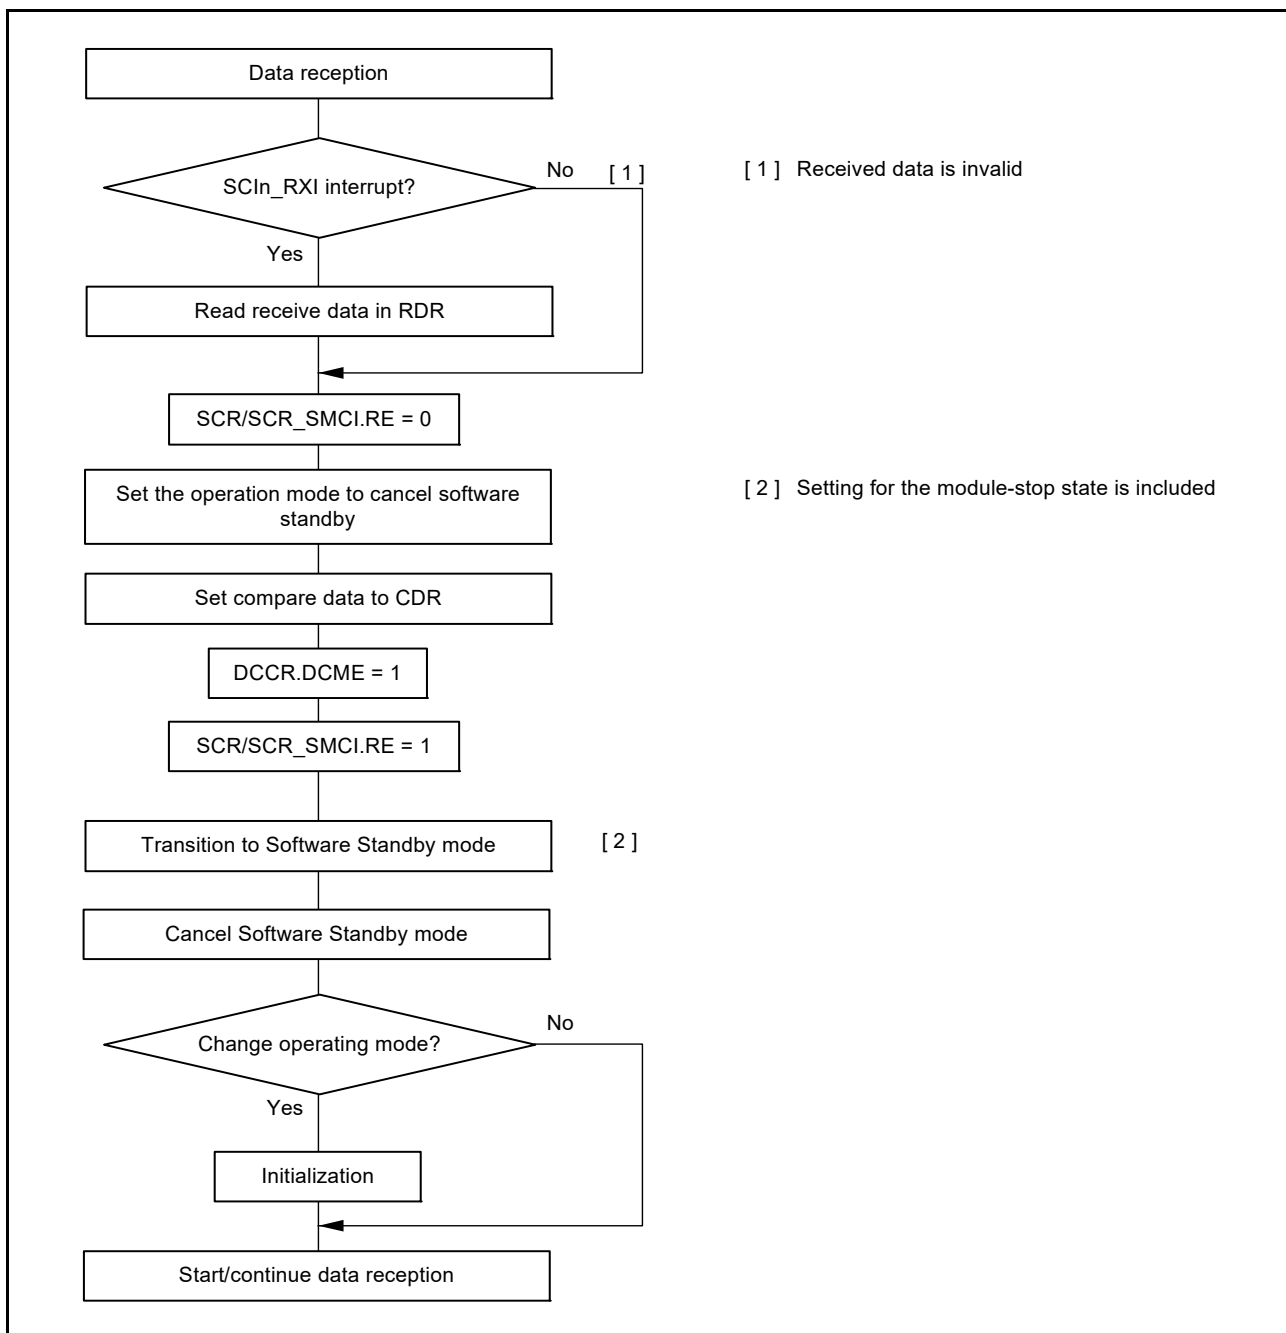 Data reception
SCIn_RXI interrupt?
No
[ 1 ]
[ 1 ] Received data is invalid
Yes
Read receive data in RDR
SCR/SCR_SMCI.RE = 0
Set the operation mode to cancel software
standby
[ 2 ] Setting for the module-stop state is included
Set compare data to CDR
DCCR.DCME = 1
SCR/SCR_SMCI.RE = 1
Transition to Software Standby mode
[ 2 ]
Cancel Software Standby mode
Change operating mode?
No
Yes
Initialization
Start/continue data reception